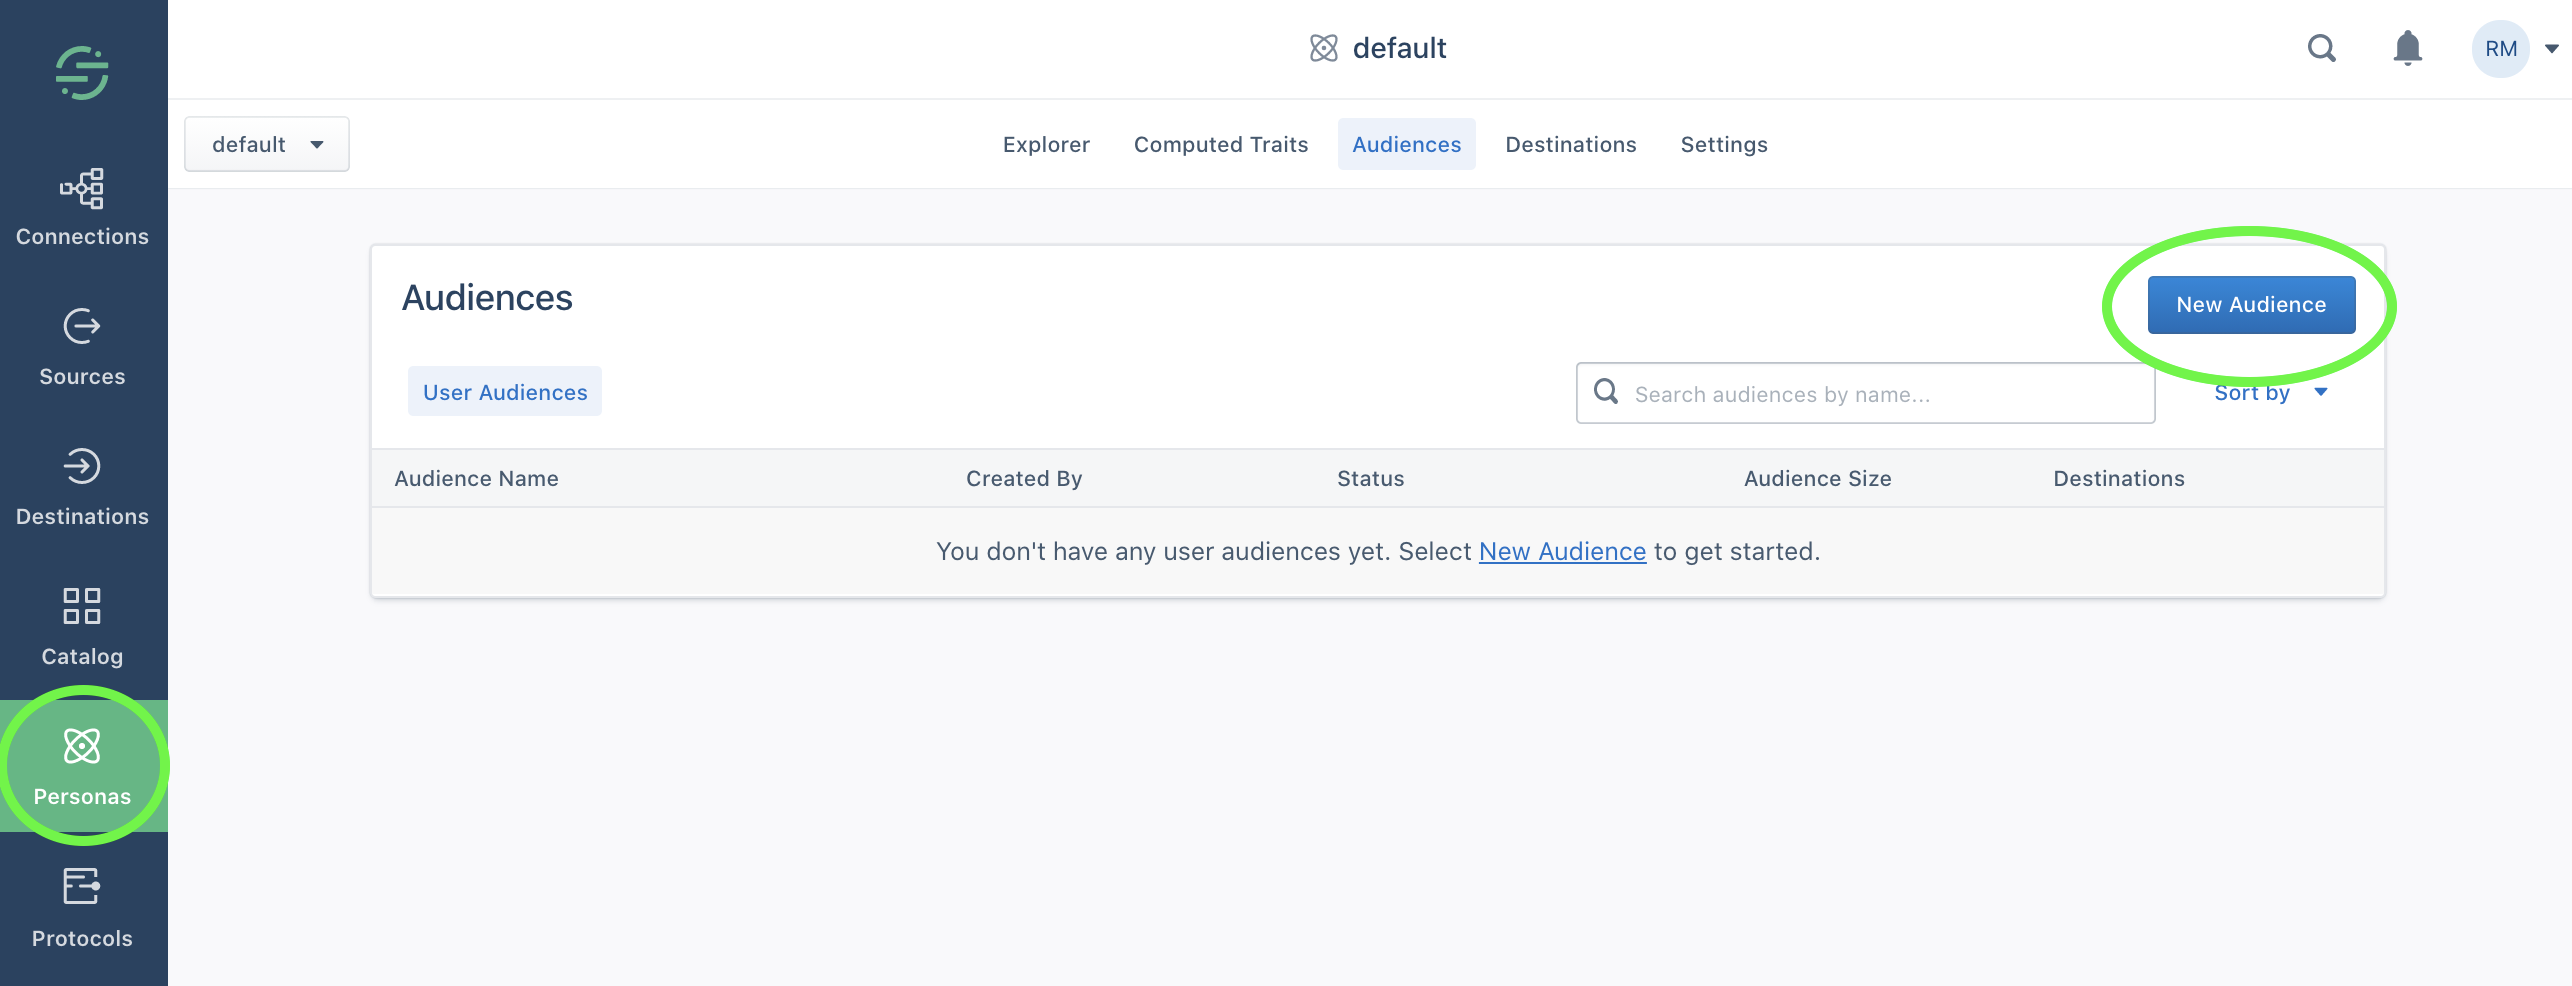 default
RM
default
Explorer
Computed Traits
Audiences
Destinations
Settings
Connections
Sources
Destinations
Catalog
Personas
Protocols
Audiences
New Audience
User Audiences
Search audiences by name...
Sort by
Audience Name
Created By
Status
Audience Size
Destinations
You don't have any user audiences yet. Select New Audience to get started.